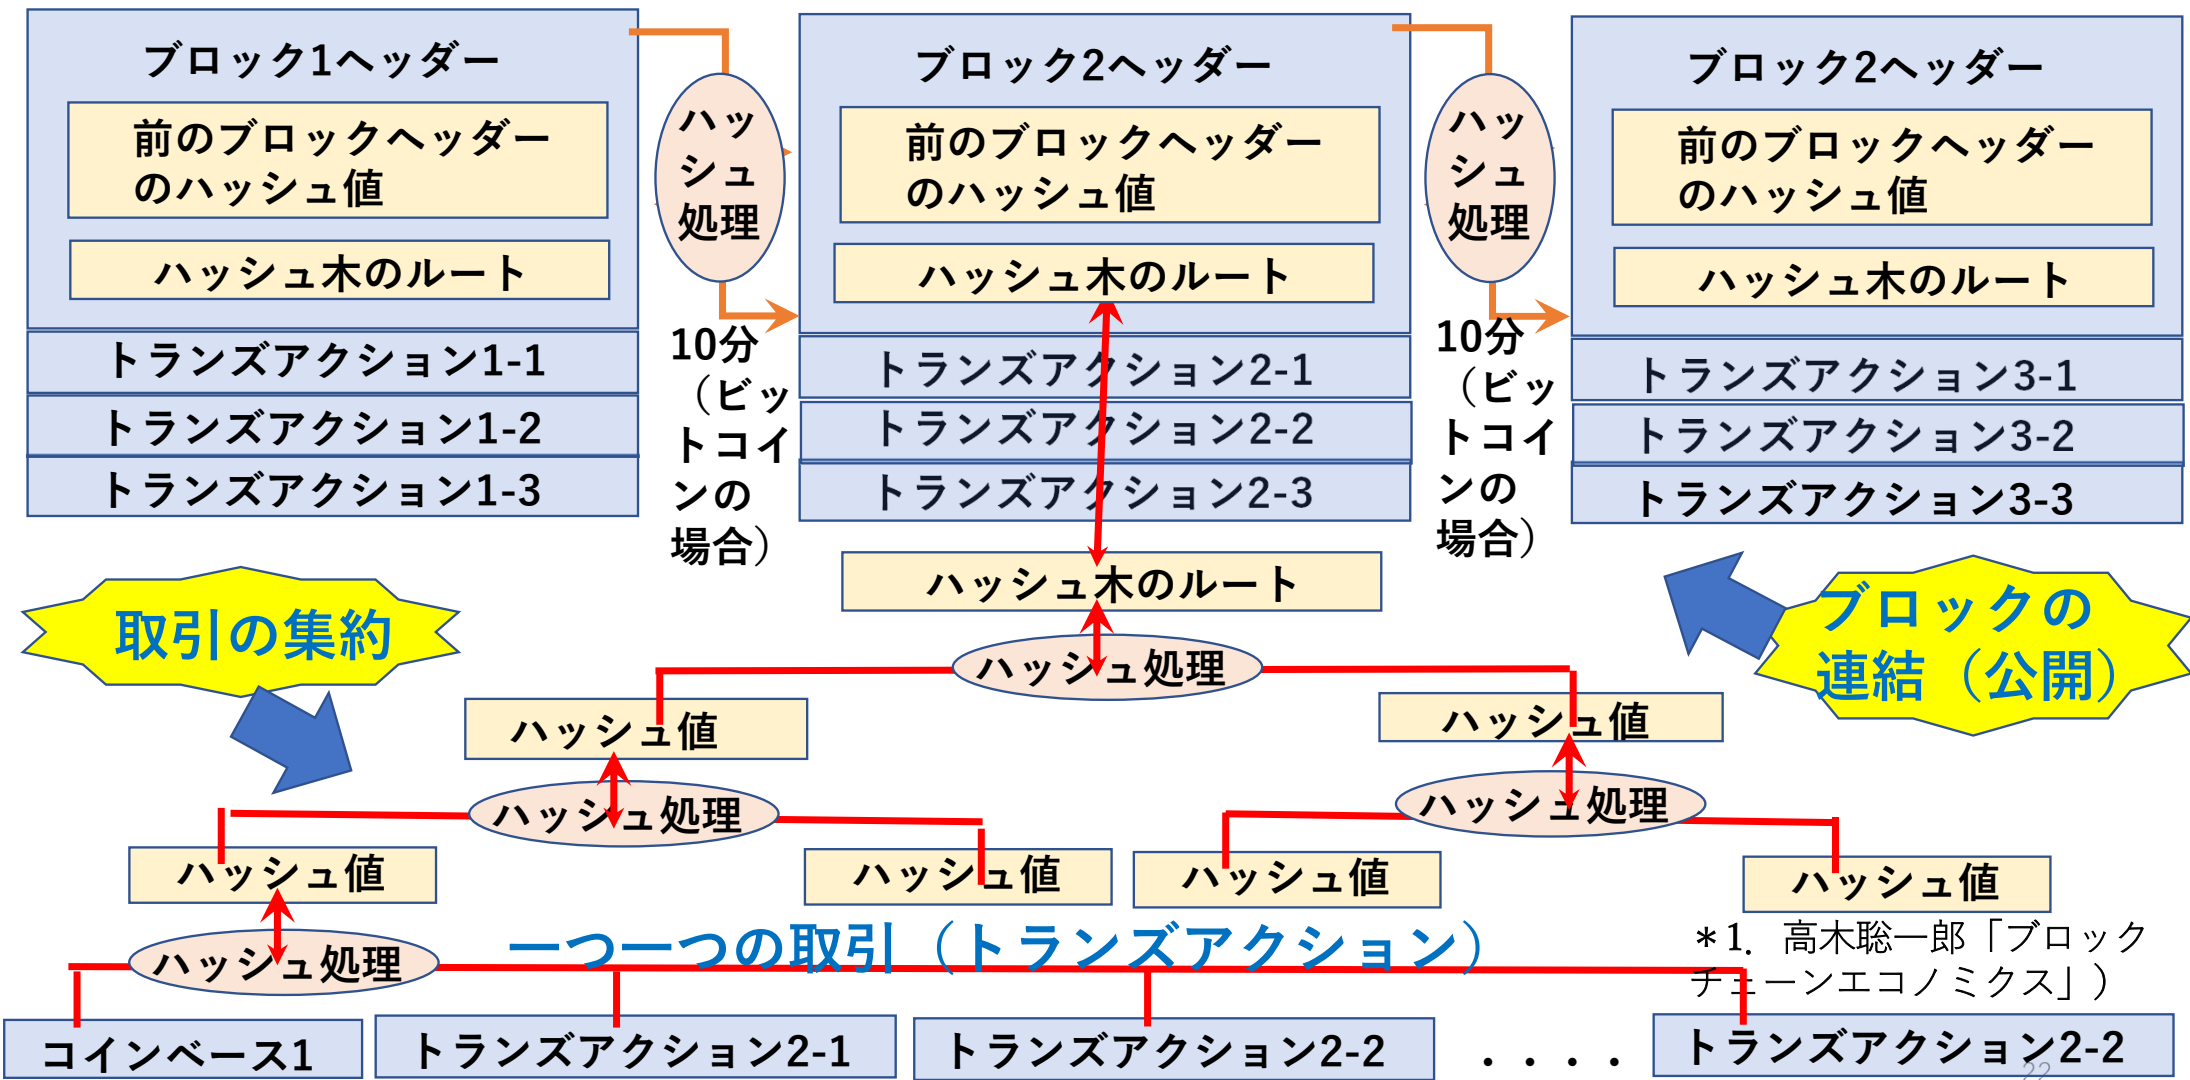 ブロック1ヘッダー
前のブロックヘッダー
のハッシュ値
ハッシュ木のルート
トランズアクション1-1
トランズアクション1-2
トランズアクション1-3
ハッ
シュ
処理
10分
（ビッ
トコイ
ンの
場合）
ブロック2ヘッダー
前のブロックヘッダー
のハッシュ値
ハッシュ木のルート
トランズアクション2-1
トランズアクション2-2
トランズアクション2-3
ハッ
シュ
処理
10分
（ビッ
トコイ
ンの
場合）
ブロック2ヘッダー
前のブロックヘッダー
のハッシュ値
ハッシュ木のルート
トランズアクション3-1
トランズアクション3-2
トランズアクション3-3
取引の集約
ハッシュ木のルート
ブロックの
連結（公開）
ハッシュ処理
ハッシュ値
ハッシュ値
ハッシュ処理
ハッシュ処理
ハッシュ値
ハッシュ値
ハッシュ値
ハッシュ値
ハッシュ処理
一つ一つの取引（トランズアクション）
＊1. 高木聡一郎「ブロック
チェーンエコノミクス」）
コインベース1
トランズアクション2-1
トランズアクション2-2
．．．．
トランズアクション2-2
22